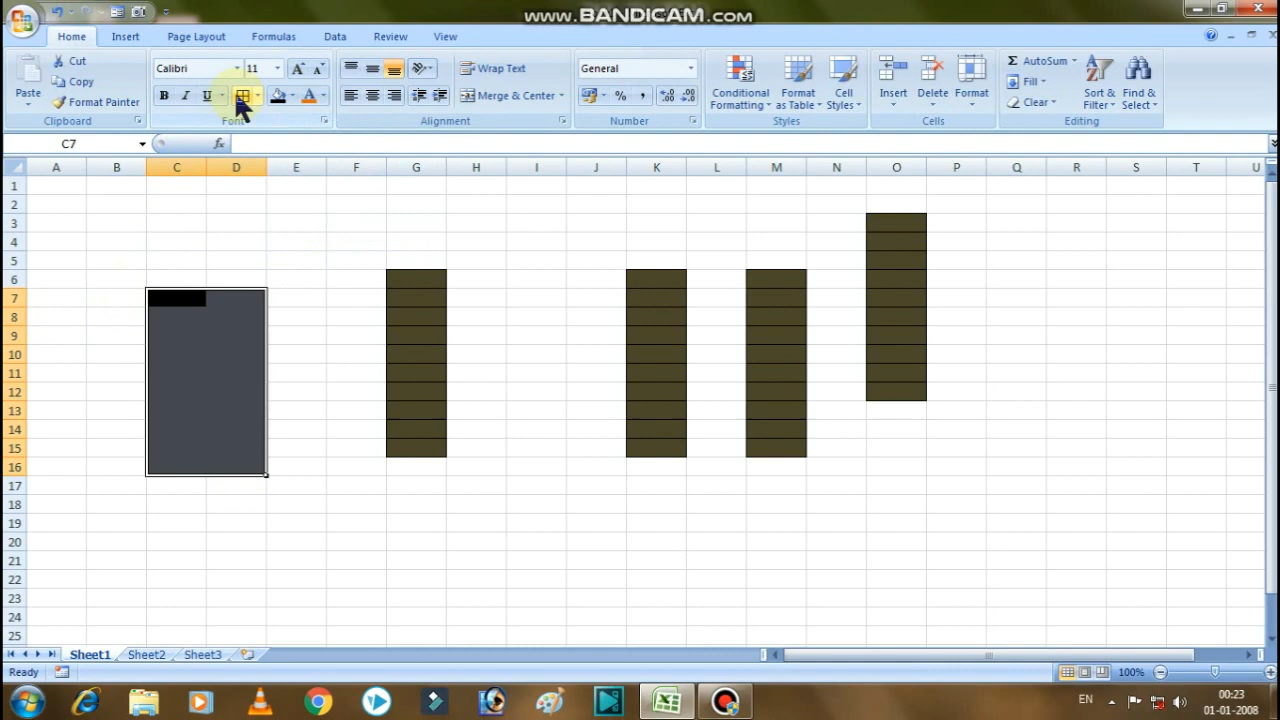 www.BANDICAM.com
Home Insert Page Layout Formulas Data Review View
Cut
Copy
Format Painter
Paste
Clipboard
Calibri 11
B I U
Font
Wrap Text
Merge & Center
Alignment
General
% ,
Number
Conditional Formatting
Format as Table
Cell Styles
Styles
Insert Delete Format
Cells
AutoSum
Fill
Clear
Sort & Filter
Find & Select
Editing
C7 fx
A B C D E F G H I J K L M N O P Q R S T U
1
2
3
4
5
6
7
8
9
10
11
12
13
14
15
16
17
18
19
20
21
22
23
24
25
Sheet1 Sheet2 Sheet3
Ready 100%
EN 00:23
01-01-2008